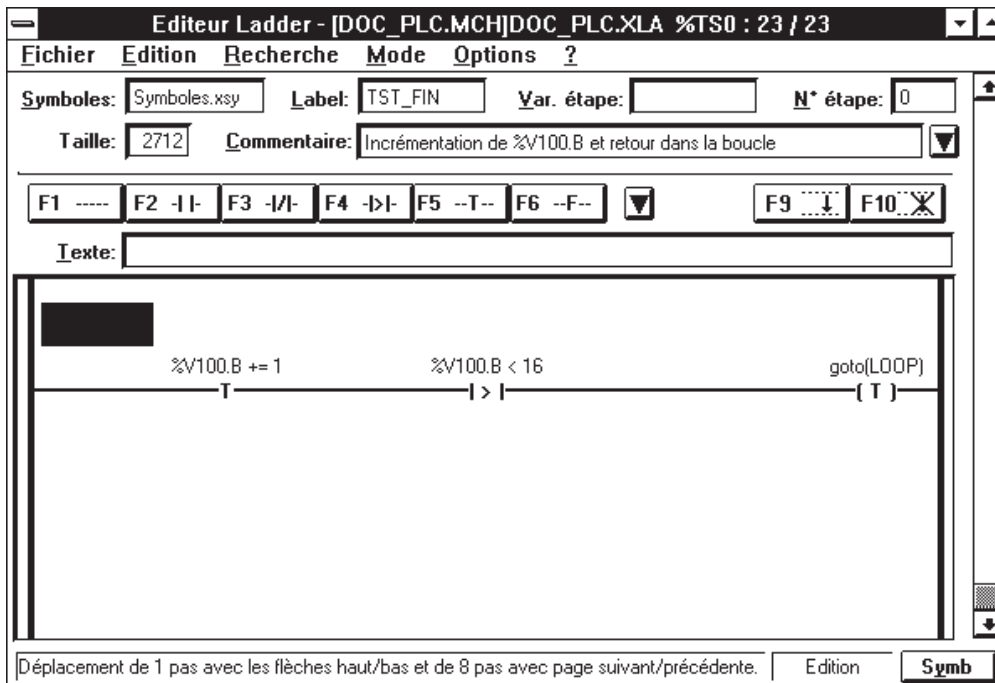 Editeur Ladder - [DOC_PLC.MCH]DOC_PLC.XLA %TS0 : 23 / 23
Fichier Edition Recherche Mode Options ?
Symboles: Symboles.xsy Label: TST_FIN Var. étape: N° étape: 0
Taille: 2712 Commentaire: Incrémentation de %V100.B et retour dans la boucle
F1 ----- F2 -| |- F3 -|/|- F4 -|>|- F5 --T-- F6 --F-- F9 F10
Texte:
%V100.B += 1 %V100.B < 16 goto(LOOP)
T | > | ( T )
Déplacement de 1 pas avec les flèches haut/bas et de 8 pas avec page suivant/précédente. Edition Symb